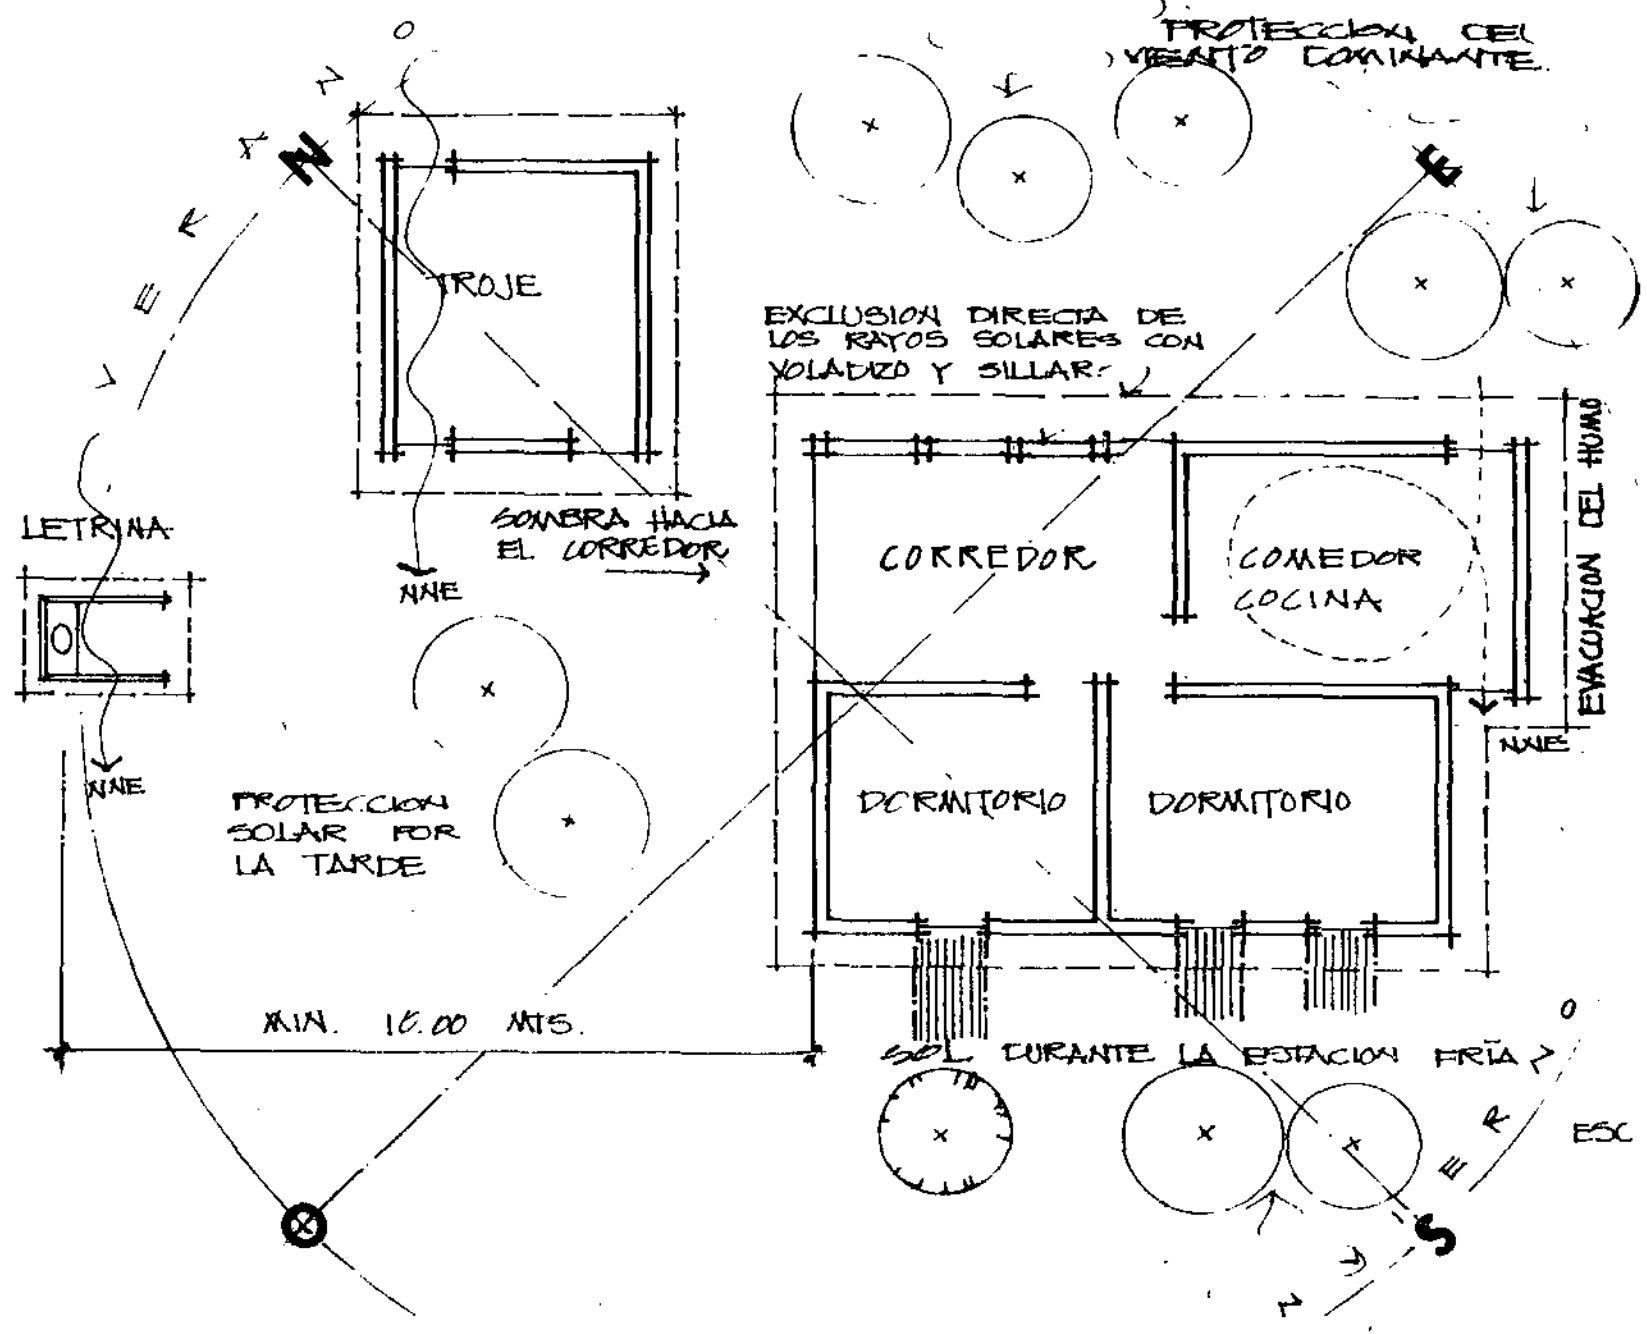 PROTECCION DEL
VIENTO DOMINANTE.
O
N
A
R
E
V
N
E
TROJE
EXCLUSION DIRECTA DE
LOS RAYOS SOLARES CON
VOLADIZO Y SILLAR.
EVACUACION DEL HUMO
LETRINA
SOMBRA HACIA
EL CORREDOR
NNE
CORREDOR
COMEDOR
COCINA
NNE
NNE
PROTECCION
SOLAR POR
LA TARDE
DORMITORIO
DORMITORIO
MIN. 10.00 MTS.
SOL DURANTE LA ESTACION FRÍA
O
N
R
E
ESC
I
N
S